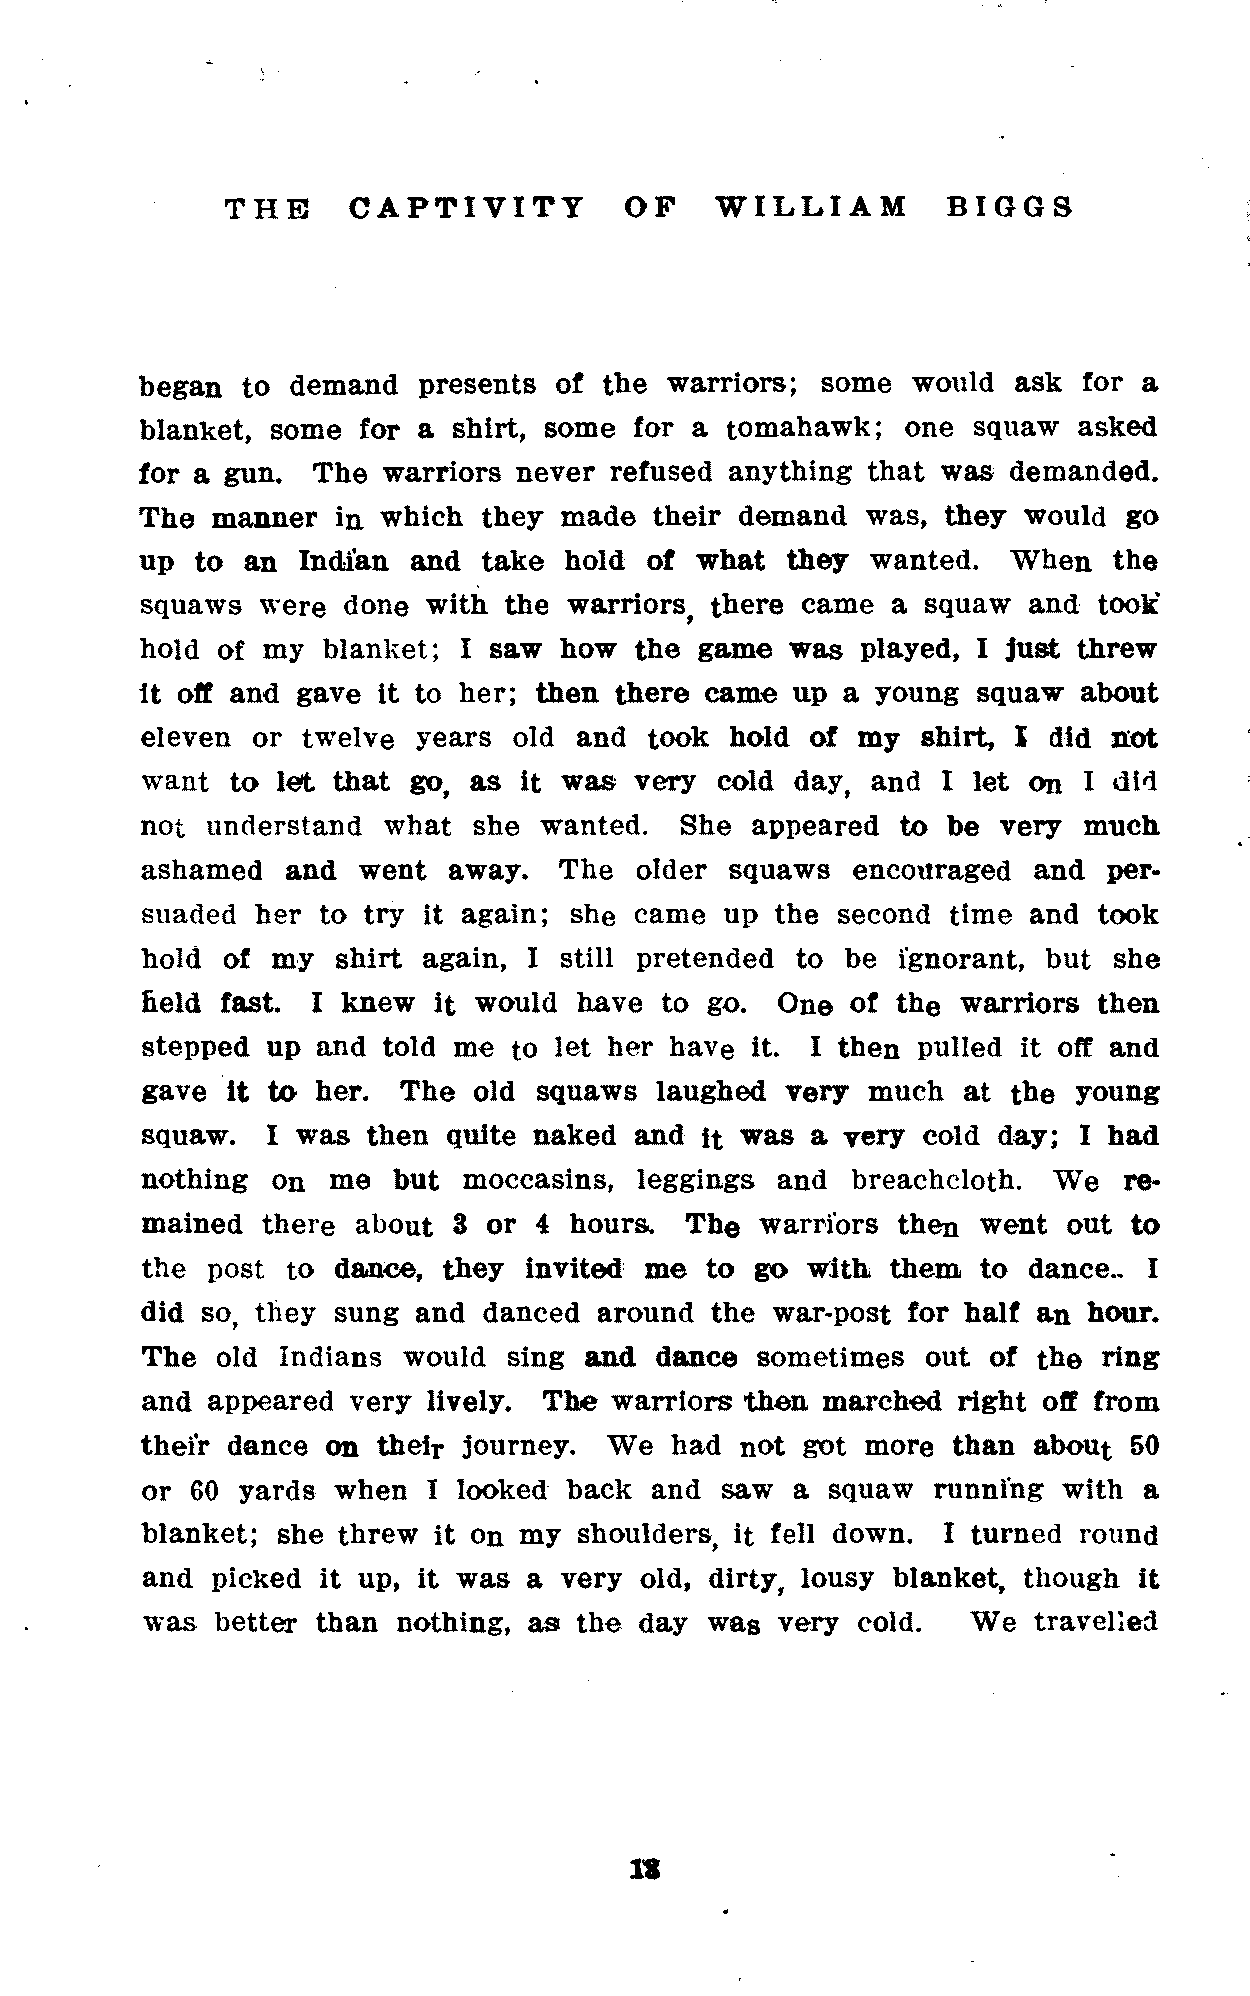 THE CAPTIVITY OF WILLIAM BIGGS
began to demand presents of the warriors; some would ask for a
blanket, some for a shirt, some for a tomahawk; one squaw asked
for a gun. The warriors never refused anything that was demanded.
The manner in which they made their demand was, they would go
up to an Indian and take hold of what they wanted. When the
squaws were done with the warriors, there came a squaw and took
hold of my blanket; I saw how the game was played, I just threw
it off and gave it to her; then there came up a young squaw about
eleven or twelve years old and took hold of my shirt, I did not
want to let that go, as it was very cold day, and I let on I did
not understand what she wanted. She appeared to be very much
ashamed and went away. The older squaws encouraged and per-
suaded her to try it again; she came up the second time and took
hold of my shirt again, I still pretended to be ignorant, but she
held fast. I knew it would have to go. One of the warriors then
stepped up and told me to let her have it. I then pulled it off and
gave it to her. The old squaws laughed very much at the young
squaw. I was then quite naked and it was a very cold day; I had
nothing on me but moccasins, leggings and breachcloth. We re-
mained there about 3 or 4 hours. The warriors then went out to
the post to dance, they invited me to go with them to dance.. I
did so, they sung and danced around the war-post for half an hour.
The old Indians would sing and dance sometimes out of the ring
and appeared very lively. The warriors then marched right off from
their dance on their journey. We had not got more than about 50
or 60 yards when I looked back and saw a squaw running with a
blanket; she threw it on my shoulders, it fell down. I turned round
and picked it up, it was a very old, dirty, lousy blanket, though it
was better than nothing, as the day was very cold. We travelled
18